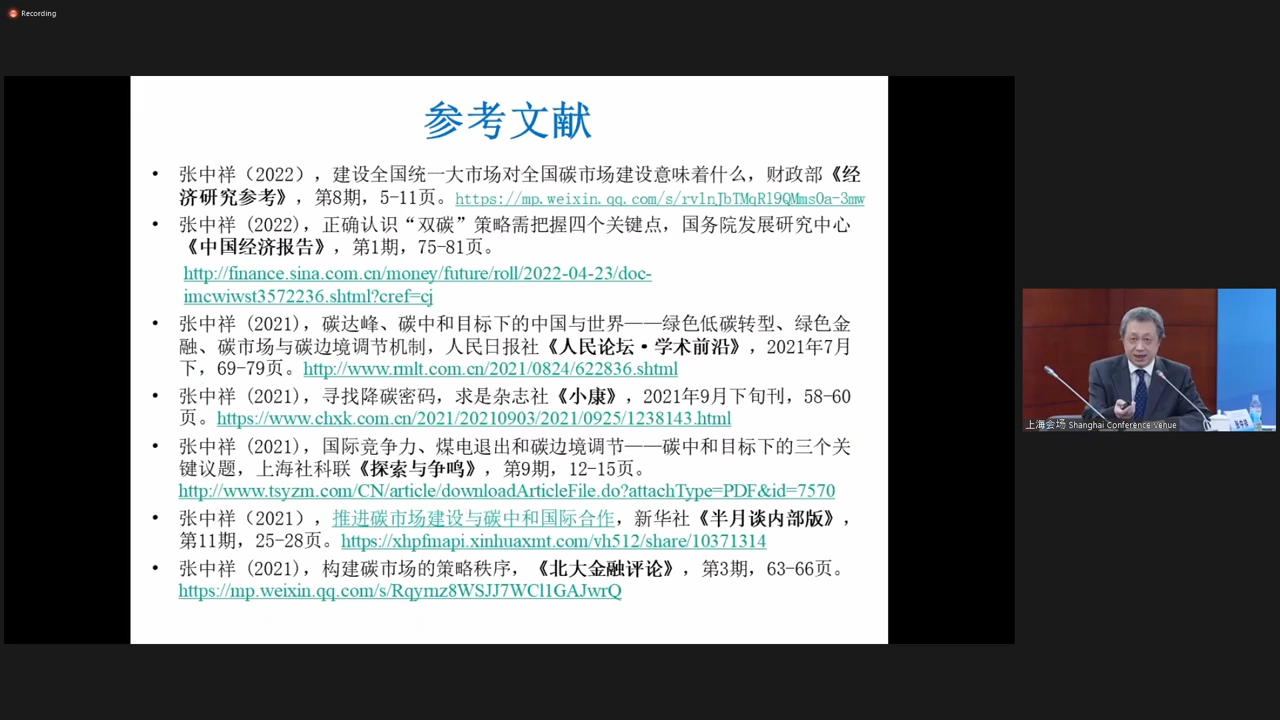 Recording
参考文献
• 张中祥（2022），建设全国统一大市场对全国碳市场建设意味着什么，财政部《经
济研究参考》，第8期，5-11页。https://mp.weixin.qq.com/s/rvlnJbTMqRl9QMmsOa-3mw
• 张中祥 (2022)，正确认识“双碳”策略需把握四个关键点，国务院发展研究中心
《中国经济报告》，第1期，75-81页。
http://finance.sina.com.cn/money/future/roll/2022-04-23/doc-
imcwiwst3572236.shtml?cref=cj
• 张中祥 (2021)，碳达峰、碳中和目标下的中国与世界——绿色低碳转型、绿色金
融、碳市场与碳边境调节机制，人民日报社《人民论坛·学术前沿》，2021年7月
下，69-79页。http://www.rmlt.com.cn/2021/0824/622836.shtml
• 张中祥 (2021)，寻找降碳密码，求是杂志社《小康》，2021年9月下旬刊，58-60
页。https://www.chxk.com.cn/2021/20210903/2021/0925/1238143.html
• 张中祥 (2021)，国际竞争力、煤电退出和碳边境调节——碳中和目标下的三个关
键议题，上海社科联《探索与争鸣》，第9期，12-15页。
http://www.tsyzm.com/CN/article/downloadArticleFile.do?attachType=PDF&id=7570
• 张中祥（2021），推进碳市场建设与碳中和国际合作，新华社《半月谈内部版》，
第11期，25-28页。https://xhpfmapi.xinhuaxmt.com/vh512/share/10371314
• 张中祥 (2021)，构建碳市场的策略秩序，《北大金融评论》，第3期，63-66页。
https://mp.weixin.qq.com/s/Rqyrnz8WSJJ7WCl1GAJwrQ
上海会场 Shanghai Conference Venue